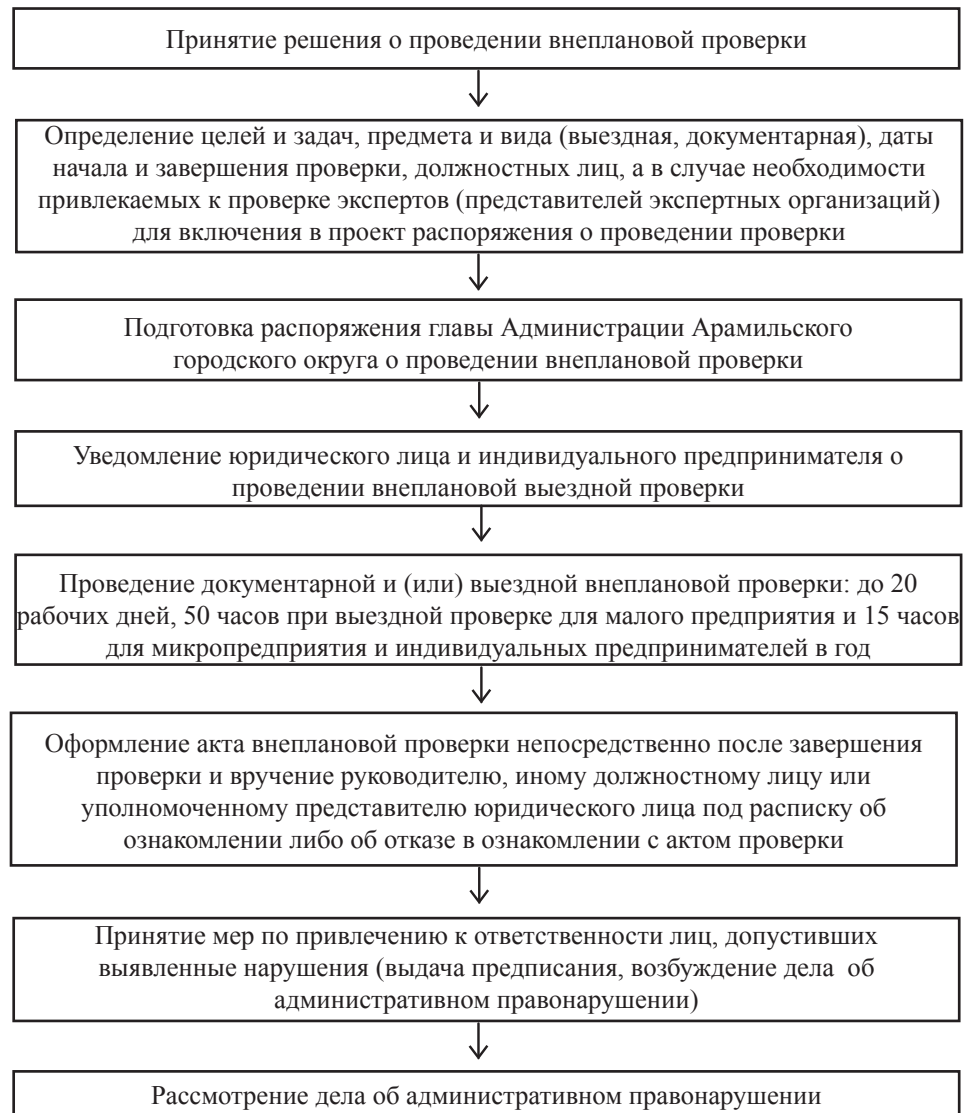 Принятие решения о проведении внеплановой проверки
Определение целей и задач, предмета и вида (выездная, документарная), даты
начала и завершения проверки, должностных лиц, а в случае необходимости
привлекаемых к проверке экспертов (представителей экспертных организаций)
для включения в проект распоряжения о проведении проверки
Подготовка распоряжения главы Администрации Арамильского
городского округа о проведении внеплановой проверки
Уведомление юридического лица и индивидуального предпринимателя о
проведении внеплановой выездной проверки
Проведение документарной и (или) выездной внеплановой проверки: до 20
рабочих дней, 50 часов при выездной проверке для малого предприятия и 15 часов
для микропредприятия и индивидуальных предпринимателей в год
Оформление акта внеплановой проверки непосредственно после завершения
проверки и вручение руководителю, иному должностному лицу или
уполномоченному представителю юридического лица под расписку об
ознакомлении либо об отказе в ознакомлении с актом проверки
Принятие мер по привлечению к ответственности лиц, допустивших
выявленные нарушения (выдача предписания, возбуждение дела об
административном правонарушении)
Рассмотрение дела об административном правонарушении